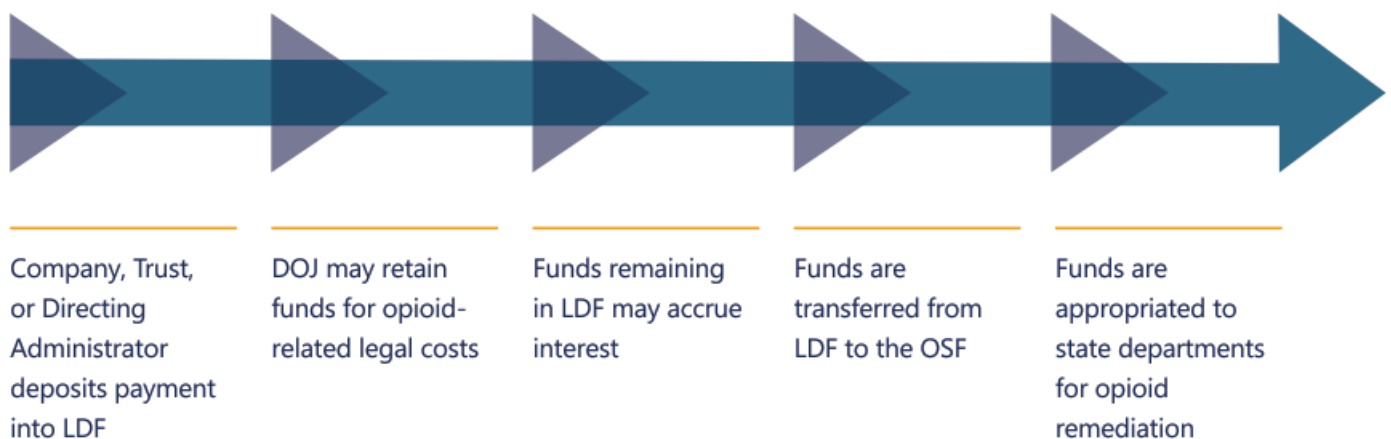 Company, Trust,
or Directing
Administrator
deposits payment
into LDF
DOJ may retain
funds for opioid-
related legal costs
Funds remaining
in LDF may accrue
interest
Funds are
transferred from
LDF to the OSF
Funds are
appropriated to
state departments
for opioid
remediation